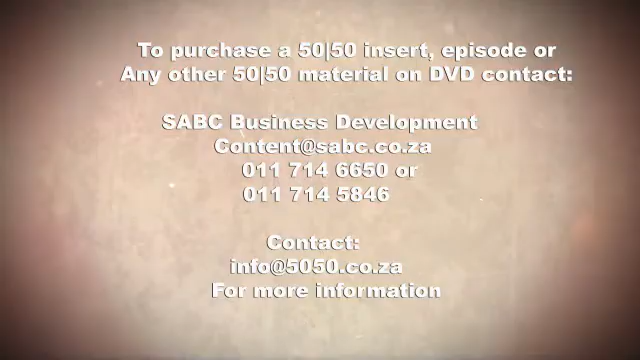 To purchase a 50|50 insert, episode or
Any other 50|50 material on DVD contact:
SABC Business Development
Content@sabc.co.za
011 714 6650 or
011 714 5846
Contact:
info@5050.co.za
For more information